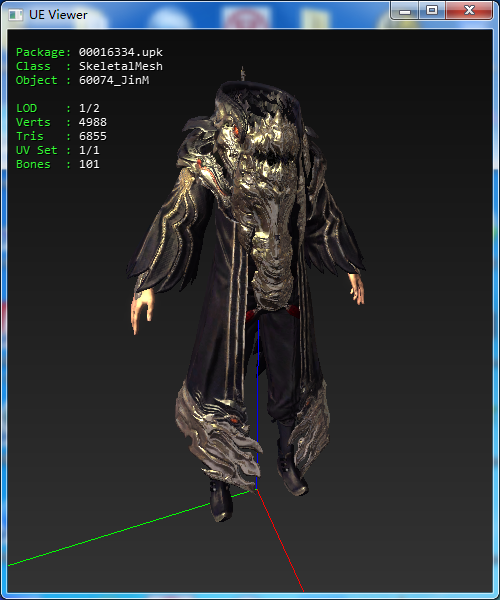 UE Viewer
Package: 00016334.upk
Class : SkeletalMesh
Object : 60074_JinM
LOD : 1/2
Verts : 4988
Tris : 6855
UV Set : 1/1
Bones : 101